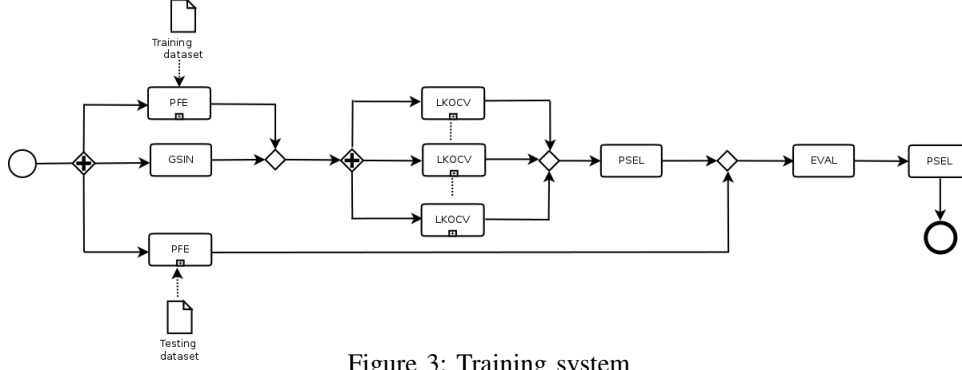 Training
dataset
PFE
LKOCV
GSIN
LKOCV
PSEL
EVAL
PSEL
LKOCV
PFE
Testing
dataset
Figure 3: Training system